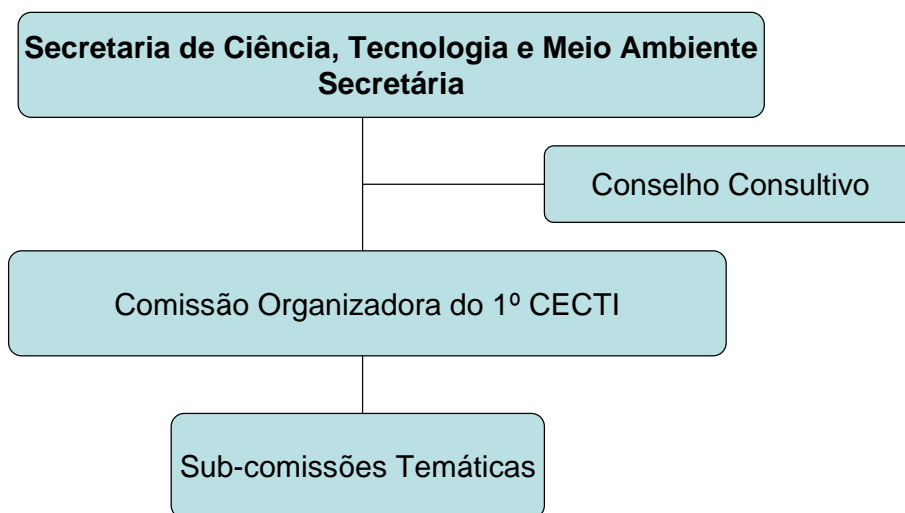 Secretaria de Ciência, Tecnologia e Meio Ambiente
Secretária
Conselho Consultivo
Comissão Organizadora do 1º CECTI
Sub-comissões Temáticas